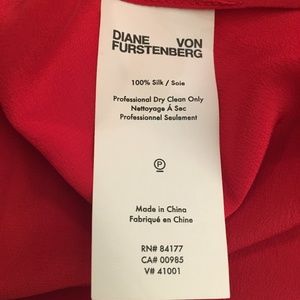 DIANE VON
FURSTENBERG
100% Silk / Soie
Professional Dry Clean Only
Nettoyage Á Sec
Professionel Seulement
P
Made in China
Fabriqué en Chine
RN# 84177
CA# 00985
V# 41001